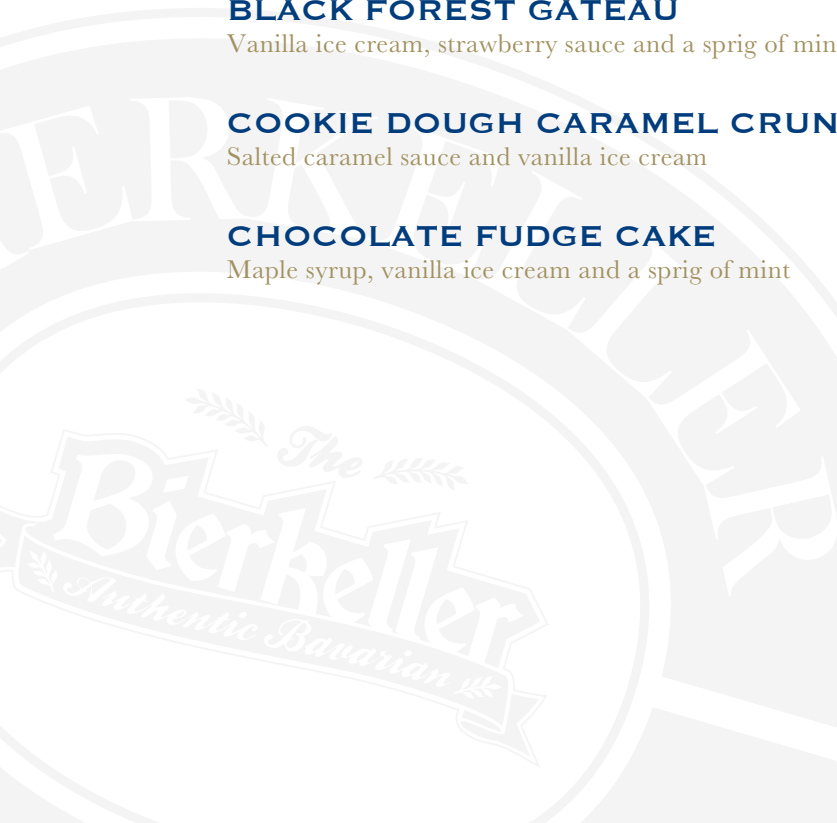 BLACK FOREST GATEAU
Vanilla ice cream, strawberry sauce and a sprig of min
COOKIE DOUGH CARAMEL CRUN
Salted caramel sauce and vanilla ice cream
CHOCOLATE FUDGE CAKE
Maple syrup, vanilla ice cream and a sprig of mint
ERKELLER
The
Bierkeller
Authentic Bavarian